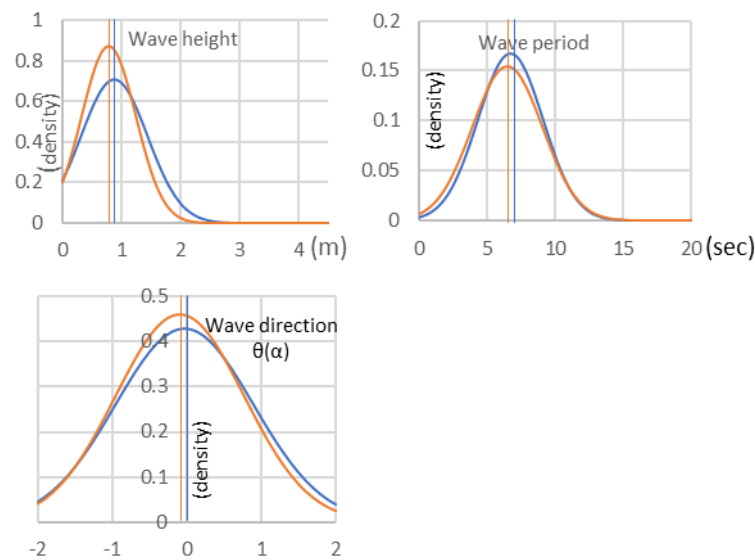 Wave height
1
0.8
0.6
0.4
0.2
0
(density)
0 1 2 3 4 (m)
Wave period
0.2
0.15
0.1
0.05
0
(density)
0 5 10 15 20 (sec)
Wave direction
θ(α)
0.5
0.4
0.3
0.2
0.1
0
(density)
-2 -1 0 1 2